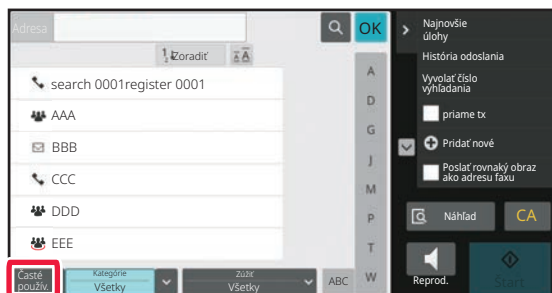 Adresa
OK
Zoradiť
search 0001register 0001
AAA
BBB
CCC
DDD
EEE
A
D
G
J
M
P
T
W
Časté
použív.
Kategórie
Všetky
Zúžiť
Všetky
ABC
Najnovšie
úlohy
História odoslania
Vyvolať číslo
vyhľadania
priame tx
Pridať nové
Poslať rovnaký obraz
ako adresu faxu
Náhľad
CA
Reprod.
Start